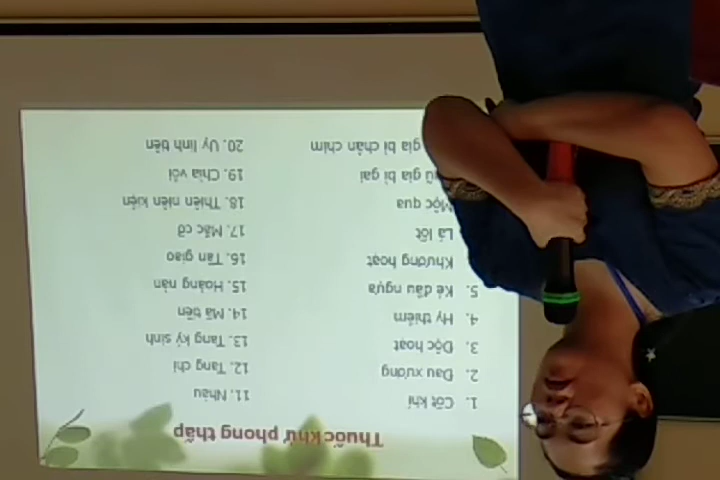 Thuốc khứ phong thấp
1. Cốt khí
2. Đau xương
3. Độc hoạt
4. Hy thiêm
5. Ké đầu ngựa
Khương hoạt
Lá lốt
Mộc qua
gia bì gai
gia bì chân chim
11. Nhàu
12. Tang chi
13. Tang ký sinh
14. Mã tiền
15. Hoàng nàn
16. Tần giao
17. Mắc cỡ
18. Thiên niên kiện
19. Chìa vôi
20. Uy linh tiên